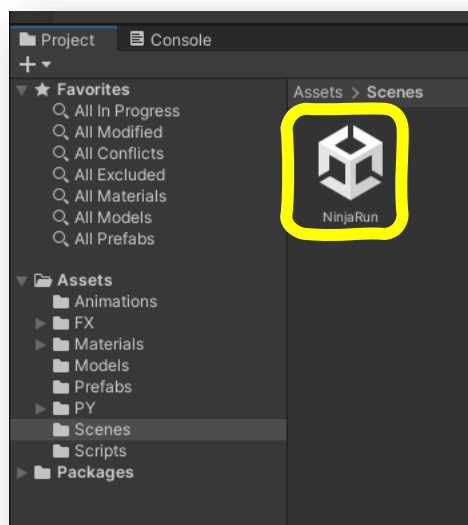 Project
Console
Favorites
All In Progress
All Modified
All Conflicts
All Excluded
All Materials
All Models
All Prefabs
Assets
Animations
FX
Materials
Models
Prefabs
PY
Scenes
Scripts
Packages
Assets > Scenes
NinjaRun